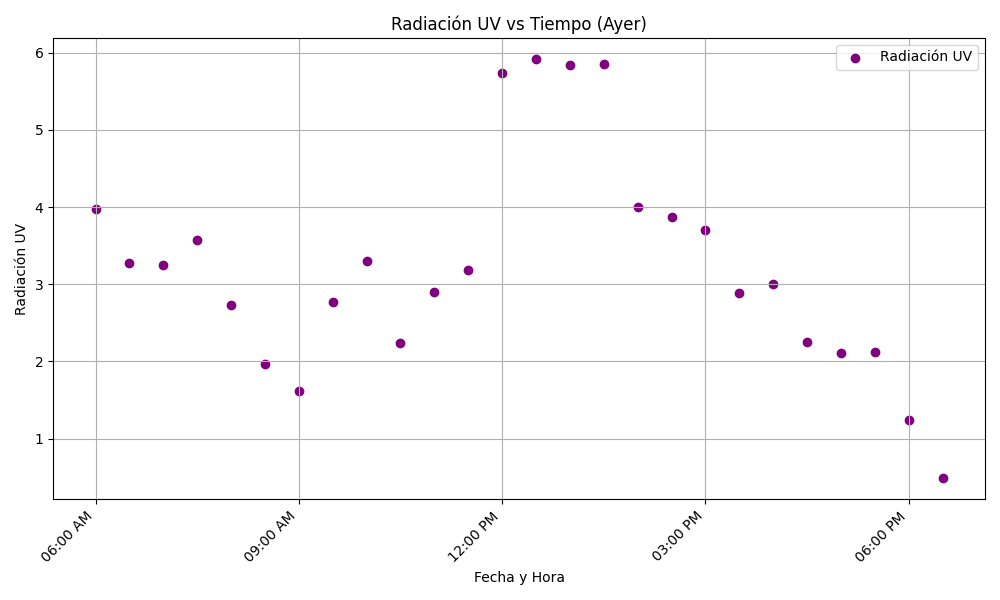 Radiación UV vs Tiempo (Ayer)
Radiación UV
6
5
4
3
2
1
Radiación UV
06:00 AM
09:00 AM
12:00 PM
03:00 PM
06:00 PM
Fecha y Hora